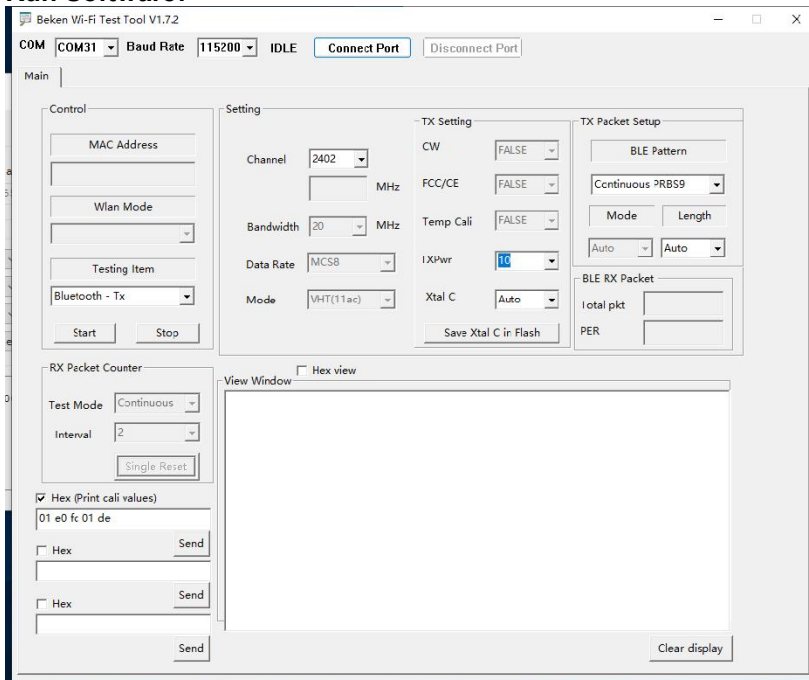 Beken Wi-Fi Test Tool V1.7.2
COM COM31 Baud Rate 115200 IDLE Connect Port Disconnect Port
Main
Control
MAC Address
Wlan Mode
Testing Item
Bluetooth - Tx
Start Stop
Setting
Channel 2402
MHz
Bandwidth 20 MHz
Data Rate MCS8
Mode VHT(11ac)
TX Setting
CW FALSE
FCC/CE FALSE
Temp Cali FALSE
TXPwr 10
Xtal C Auto
Save Xtal C in Flash
TX Packet Setup
BLE Pattern
Continuous PRBS9
Mode Length
Auto Auto
BLE RX Packet
Total pkt
PER
RX Packet Counter
Test Mode Continuous
Interval 2
Single Reset
Hex view
View Window
Hex (Print cali values)
01 e0 fc 01 de
Send
Hex
Send
Hex
Send
Clear display